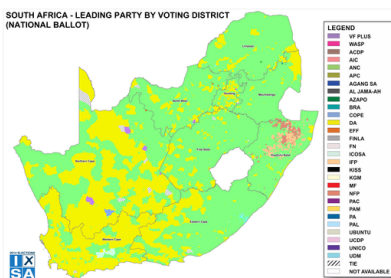 SOUTH AFRICA - LEADING PARTY BY VOTING DISTRICT
(NATIONAL BALLOT)
LEGEND
VF PLUS
WASP
ACDP
AIC
ANC
APC
AGANG SA
AL JAMA-AH
AZAPO
BRA
COPE
DA
EFF
FINLA
FN
ICOSA
IFP
KISS
KGM
MF
NFP
PAC
PAM
PA
PAL
UBUNTU
UCDP
UNICO
UDM
TIE
NOT AVAILABLE
Limpopo
Gauteng
Mpumalanga
North West
Free State
KwaZulu-Natal
Northern Cape
Eastern Cape
Western Cape